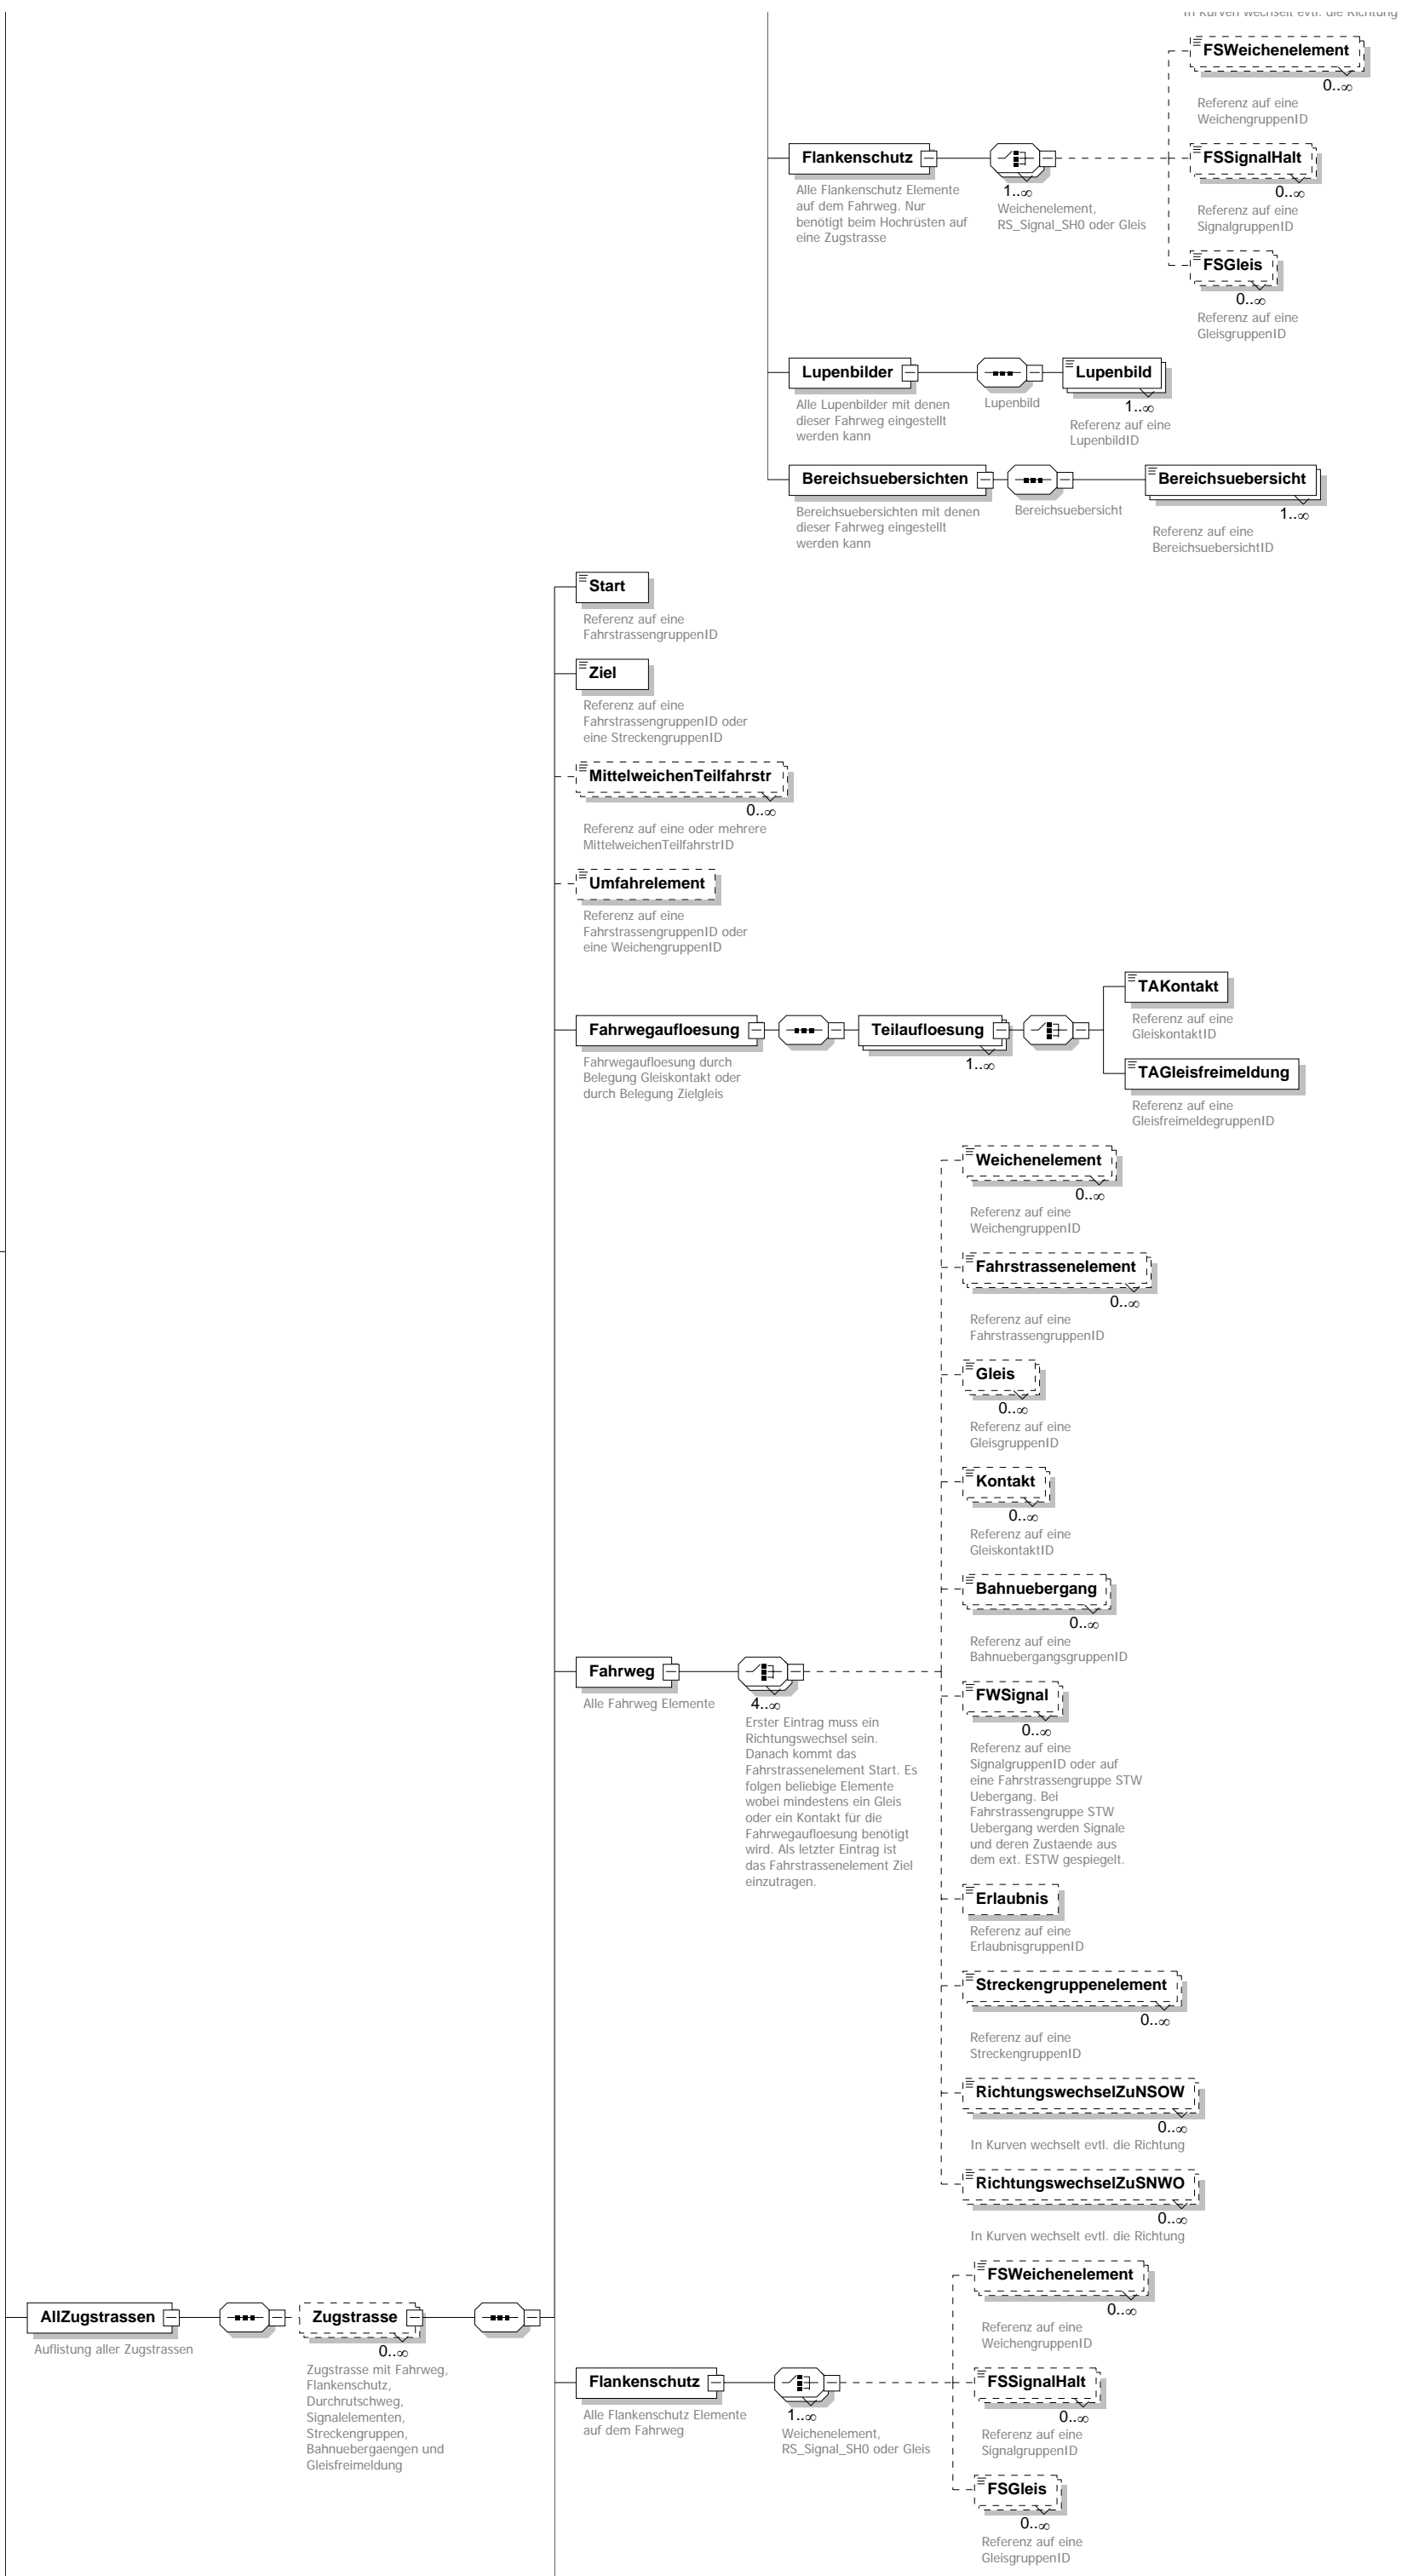 In Kurven wechselt evtl. die Richtung
FSWeichenelement
0..∞
Referenz auf eine
WeichengruppenID
Flankenschutz
Alle Flankenschutz Elemente
auf dem Fahrweg. Nur
benötigt beim Hochrüsten auf
eine Zugstrasse
1..∞
Weichenelement,
RS_Signal_SH0 oder Gleis
FSSignalHalt
0..∞
Referenz auf eine
SignalgruppenID
FSGleis
0..∞
Referenz auf eine
GleisgruppenID
Lupenbilder
Alle Lupenbilder mit denen
dieser Fahrweg eingestellt
werden kann
Lupenbild
Lupenbild
1..∞
Referenz auf eine
LupenbildID
Bereichsuebersichten
Bereichsuebersichten mit denen
dieser Fahrweg eingestellt
werden kann
Bereichsuebersicht
Bereichsuebersicht
1..∞
Referenz auf eine
BereichsuebersichtID
Start
Referenz auf eine
FahrstrassengruppenID
Ziel
Referenz auf eine
FahrstrassengruppenID oder
eine StreckengruppenID
MittelweichenTeilfahrstr
0..∞
Referenz auf eine oder mehrere
MittelweichenTeilfahrstrID
Umfahrelement
Referenz auf eine
FahrstrassengruppenID oder
eine WeichengruppenID
Fahrwegaufloesung
Fahrwegaufloesung durch
Belegung Gleiskontakt oder
durch Belegung Zielgleis
Teilaufloesung
1..∞
TAKontakt
Referenz auf eine
GleiskontaktID
TAGleisfreimeldung
Referenz auf eine
GleisfreimeldegruppenID
Weichenelement
0..∞
Referenz auf eine
WeichengruppenID
Fahrstrassenelement
0..∞
Referenz auf eine
FahrstrassengruppenID
Gleis
0..∞
Referenz auf eine
GleisgruppenID
Kontakt
0..∞
Referenz auf eine
GleiskontaktID
Bahnuebergang
0..∞
Referenz auf eine
BahnuebergangsgruppenID
Fahrweg
Alle Fahrweg Elemente
4..∞
Erster Eintrag muss ein
Richtungswechsel sein.
Danach kommt das
Fahrstrassenelement Start. Es
folgen beliebige Elemente
wobei mindestens ein Gleis
oder ein Kontakt für die
Fahrwegaufloesung benötigt
wird. Als letzter Eintrag ist
das Fahrstrassenelement Ziel
einzutragen.
FWSignal
0..∞
Referenz auf eine
SignalgruppenID oder auf
eine Fahrstrassengruppe STW
Uebergang. Bei
Fahrstrassengruppe STW
Uebergang werden Signale
und deren Zustaende aus
dem ext. ESTW gespiegelt.
Erlaubnis
Referenz auf eine
ErlaubnisgruppenID
Streckengruppenelement
0..∞
Referenz auf eine
StreckengruppenID
RichtungswechselZuNSOW
0..∞
In Kurven wechselt evtl. die Richtung
RichtungswechselZuSNWO
0..∞
In Kurven wechselt evtl. die Richtung
AllZugstrassen
Auflistung aller Zugstrassen
Zugstrasse
0..∞
Zugstrasse mit Fahrweg,
Flankenschutz,
Durchrutschweg,
Signalelementen,
Streckengruppen,
Bahnuebergaengen und
Gleisfreimeldung
FSWeichenelement
0..∞
Referenz auf eine
WeichengruppenID
Flankenschutz
Alle Flankenschutz Elemente
auf dem Fahrweg
1..∞
Weichenelement,
RS_Signal_SH0 oder Gleis
FSSignalHalt
0..∞
Referenz auf eine
SignalgruppenID
FSGleis
0..∞
Referenz auf eine
GleisgruppenID